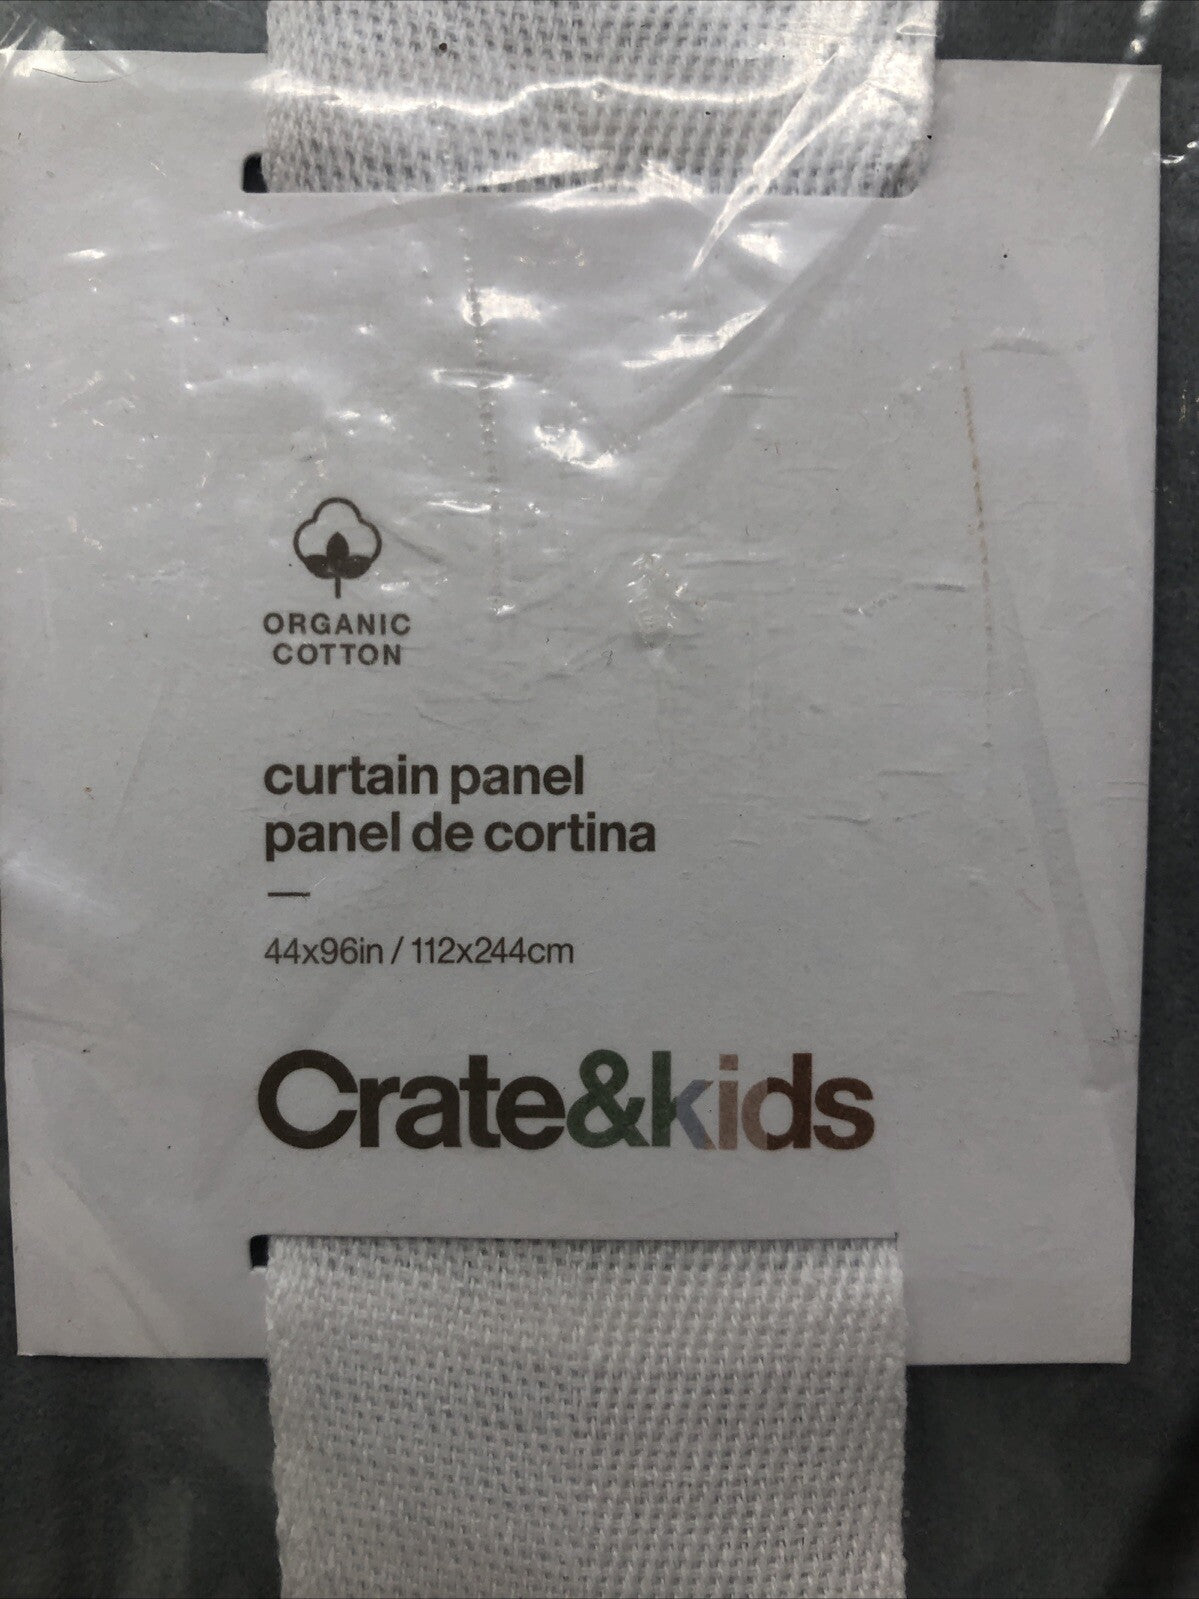 ORGANIC
COTTON
curtain panel
panel de cortina
—
44x96in / 112x244cm
Crate&kids